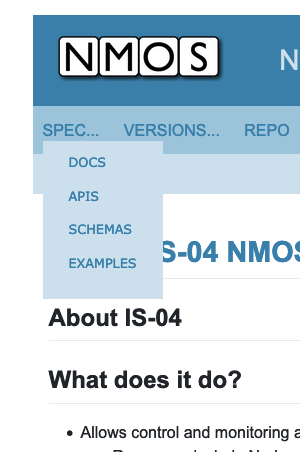 NMOS
N
SPEC... VERSIONS... REPO
DOCS
APIS
SCHEMAS
EXAMPLES
S-04 NMOS
About IS-04
What does it do?
• Allows control and monitoring a